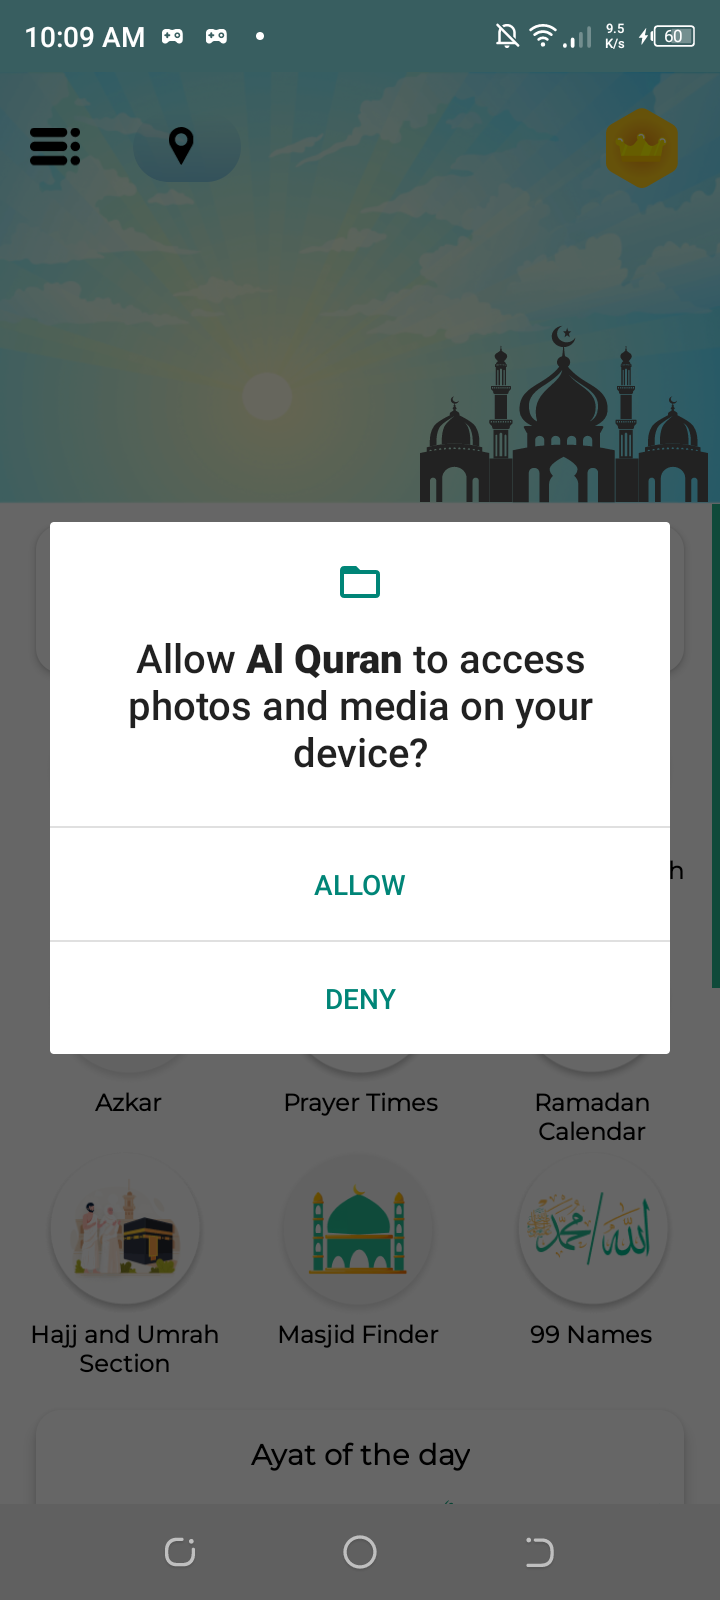 10:09 AM
9.5
K/s
60
Allow Al Quran to access
photos and media on your
device?
h
ALLOW
DENY
Azkar
Prayer Times
Ramadan
Calendar
محمد/الله
Hajj and Umrah
Section
Masjid Finder
99 Names
Ayat of the day